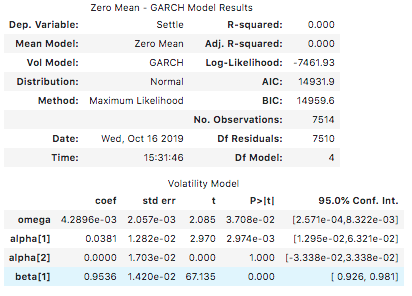 Zero Mean - GARCH Model Results
Dep. Variable: Settle R-squared: 0.000
Mean Model: Zero Mean Adj. R-squared: 0.000
Vol Model: GARCH Log-Likelihood: -7461.93
Distribution: Normal AIC: 14931.9
Method: Maximum Likelihood BIC: 14959.6
No. Observations: 7514
Date: Wed, Oct 16 2019 Df Residuals: 7510
Time: 15:31:46 Df Model: 4
Volatility Model
coef std err t P>|t| 95.0% Conf. Int.
omega 4.2896e-03 2.057e-03 2.085 3.708e-02 [2.571e-04,8.322e-03]
alpha[1] 0.0381 1.282e-02 2.970 2.974e-03 [1.295e-02,6.321e-02]
alpha[2] 0.0000 1.703e-02 0.000 1.000 [-3.338e-02,3.338e-02]
beta[1] 0.9536 1.420e-02 67.135 0.000 [ 0.926, 0.981]